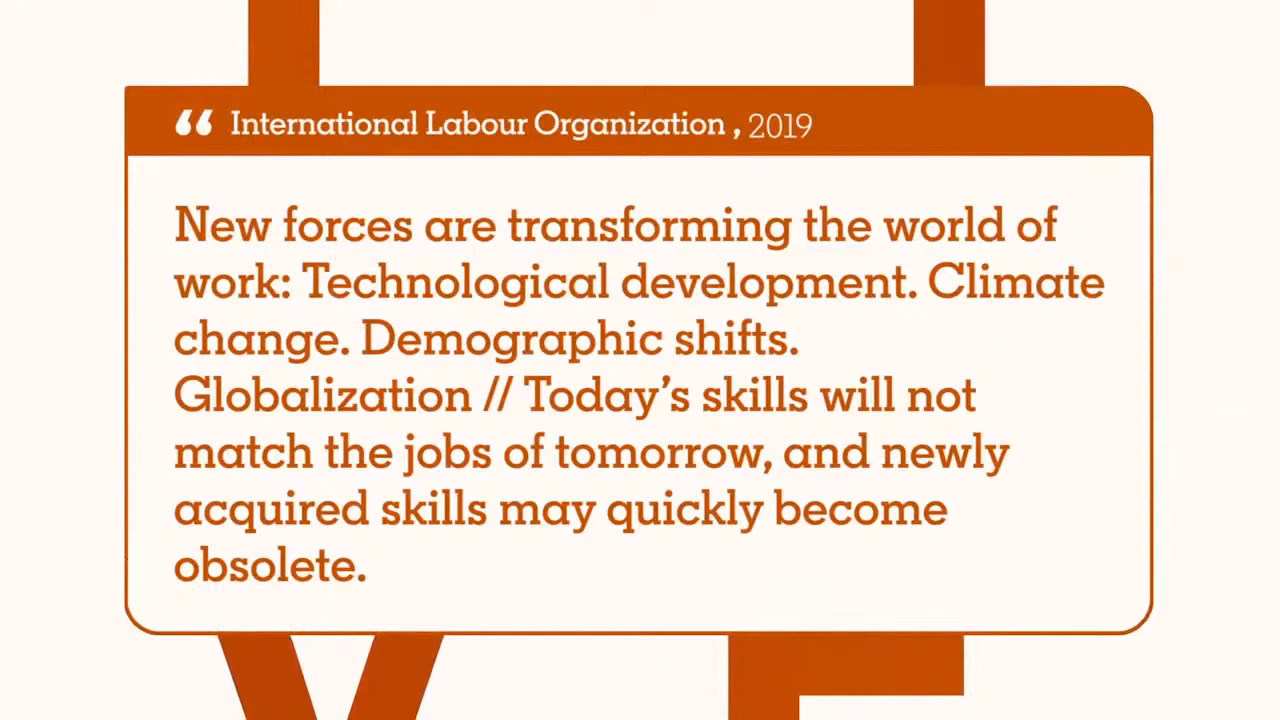 “ International Labour Organization , 2019
New forces are transforming the world of
work: Technological development. Climate
change. Demographic shifts.
Globalization // Today’s skills will not
match the jobs of tomorrow, and newly
acquired skills may quickly become
obsolete.